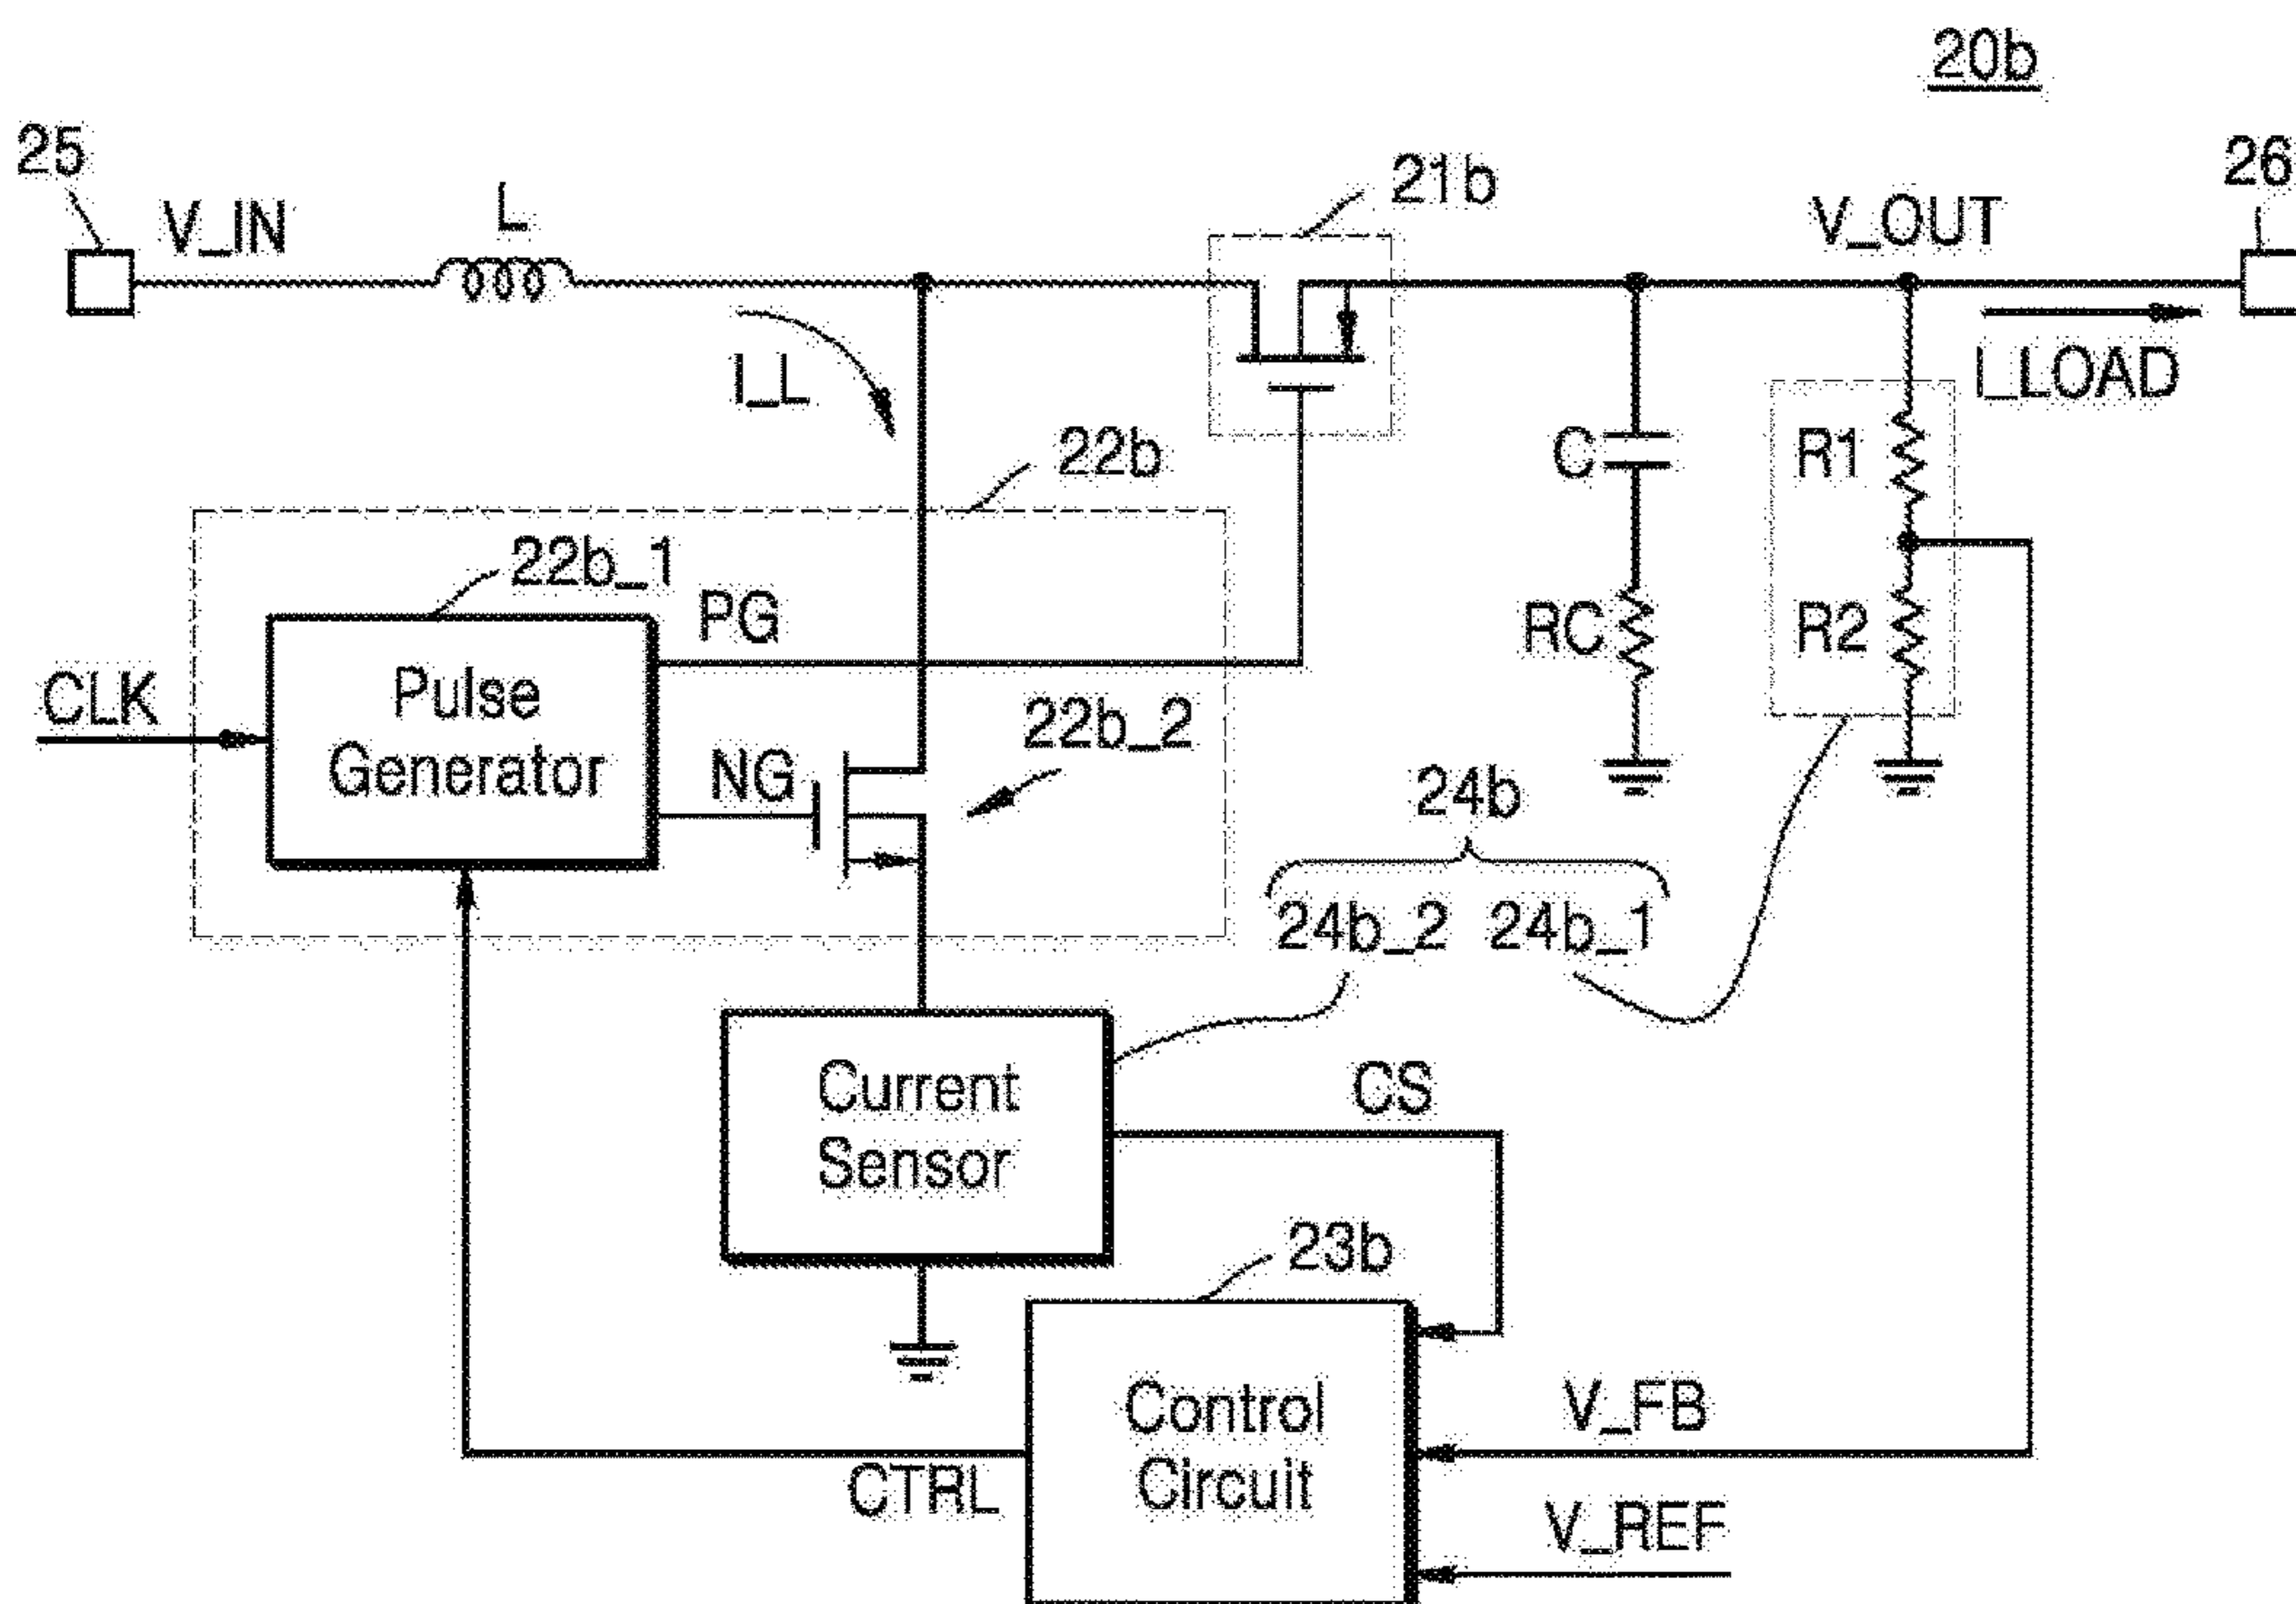 20b
25
V_IN
L
21b
V_OUT
26
I_L
I_LOAD
22b
C
R1
22b_1
PG
RC
R2
CLK
Pulse
Generator
NG
22b_2
24b
24b_2 24b_1
Current
Sensor
CS
23b
Control
Circuit
V_FB
CTRL
V_REF